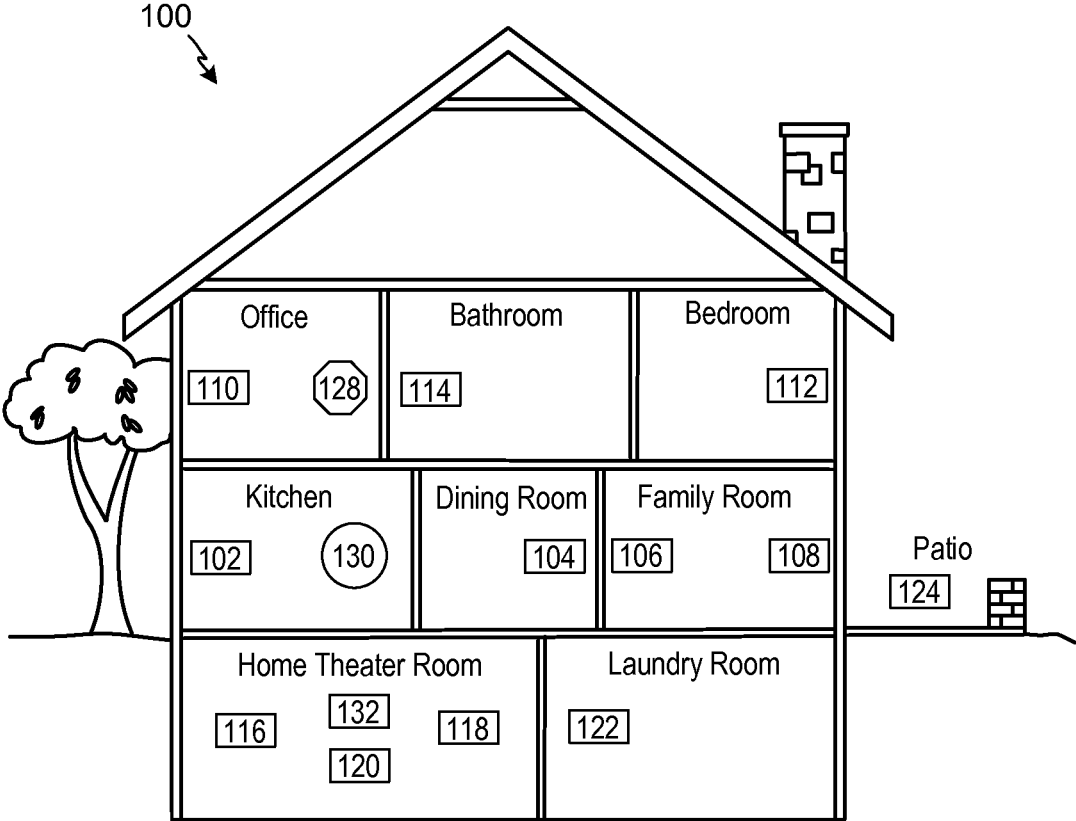 100
Office
Bathroom
Bedroom
110
128
114
112
Kitchen
Dining Room
Family Room
102
130
104
106
108
Patio
124
Home Theater Room
Laundry Room
116
132
118
120
122